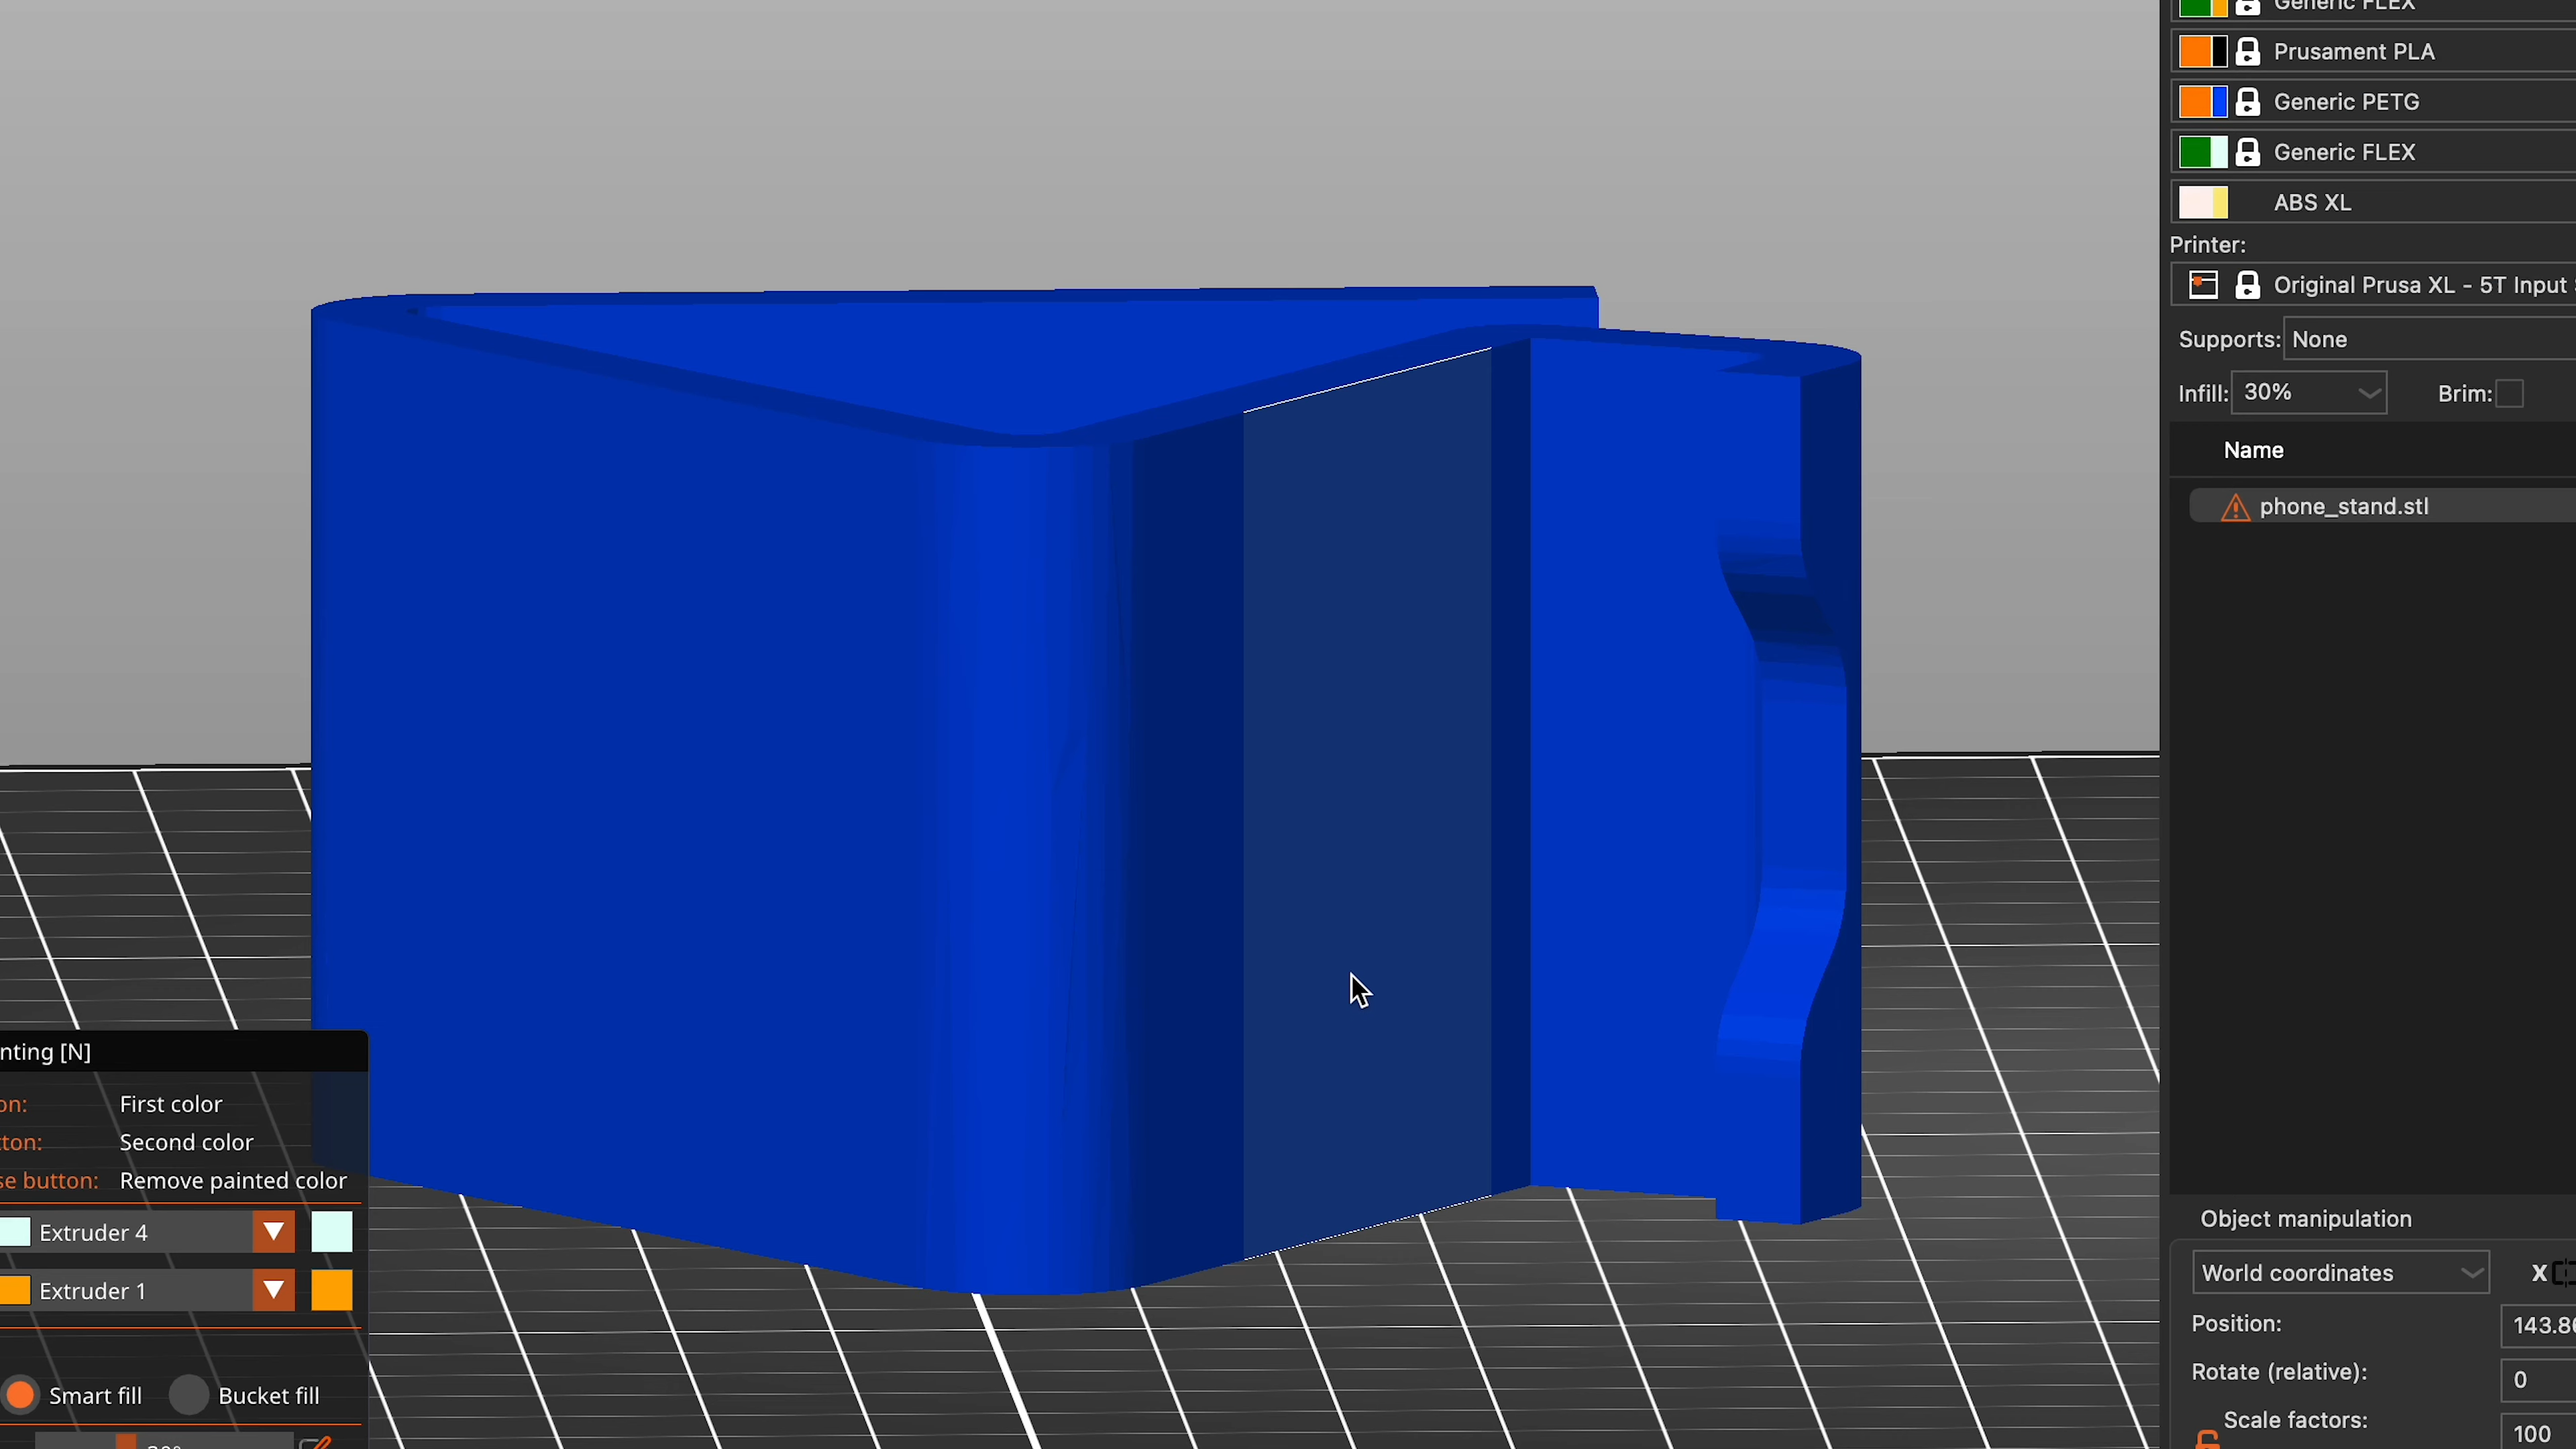 Generic FLEX
Prusament PLA
Generic PETG
Generic FLEX
ABS XL
Printer:
Original Prusa XL - 5T Input
Supports: None
Infill: 30% Brim:
Name
phone_stand.stl
Object manipulation
World coordinates X
Position: 143.8
Rotate (relative): 0
Scale factors: 100
nting [N]
on: First color
ton: Second color
se button: Remove painted color
Extruder 4
Extruder 1
Smart fill Bucket fill